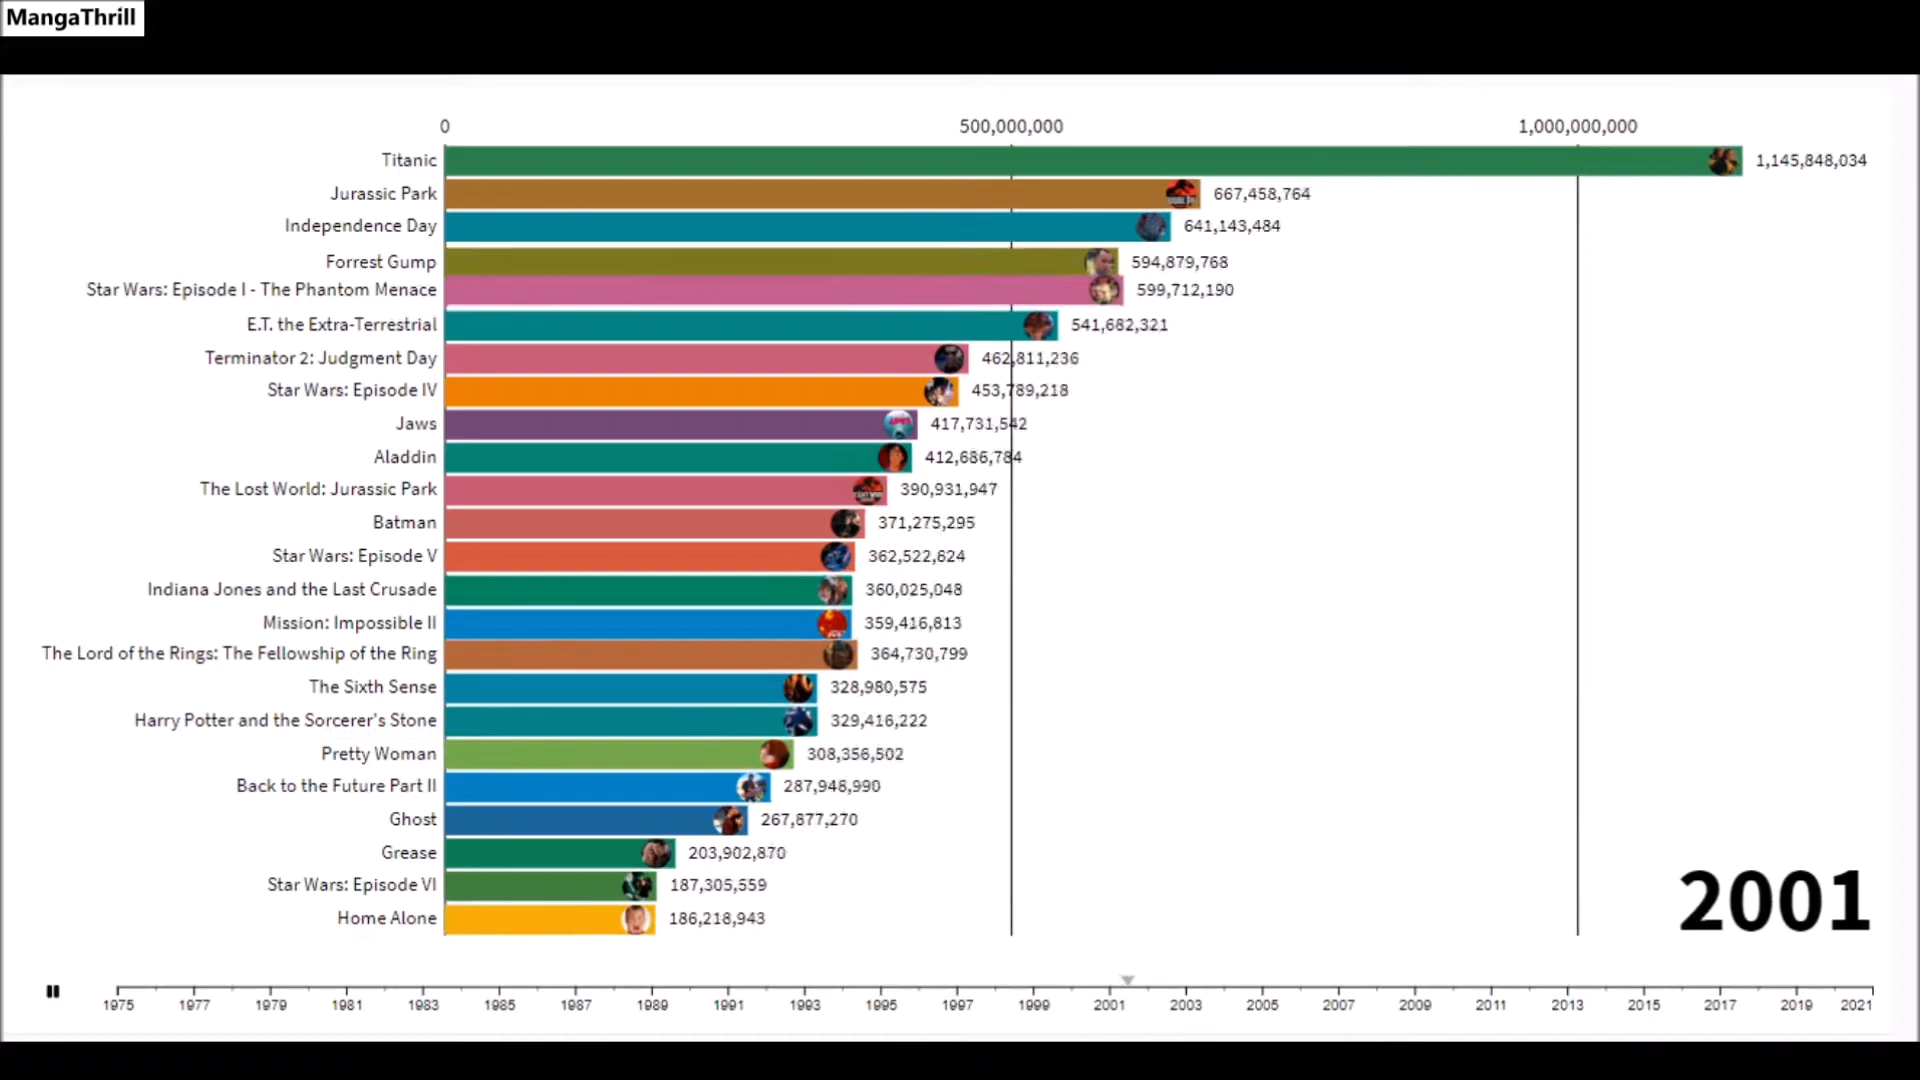 MangaThrill
0 500,000,000 1,000,000,000
Titanic 1,145,848,034
Jurassic Park 667,458,764
Independence Day 641,143,484
Forrest Gump 594,879,768
Star Wars: Episode I - The Phantom Menace 599,712,190
E.T. the Extra-Terrestrial 541,682,321
Terminator 2: Judgment Day 462,811,236
Star Wars: Episode IV 453,789,218
Jaws 417,731,542
Aladdin 412,686,784
The Lost World: Jurassic Park 390,931,947
Batman 371,275,295
Star Wars: Episode V 362,522,624
Indiana Jones and the Last Crusade 360,025,048
Mission: Impossible II 359,416,813
The Lord of the Rings: The Fellowship of the Ring 364,730,799
The Sixth Sense 328,980,575
Harry Potter and the Sorcerer's Stone 329,416,222
Pretty Woman 308,356,502
Back to the Future Part II 287,948,990
Ghost 267,877,270
Grease 203,902,870
Star Wars: Episode VI 187,305,559
Home Alone 186,218,943
2001
1975 1977 1979 1981 1983 1985 1987 1989 1991 1993 1995 1997 1999 2001 2003 2005 2007 2009 2011 2013 2015 2017 2019 2021